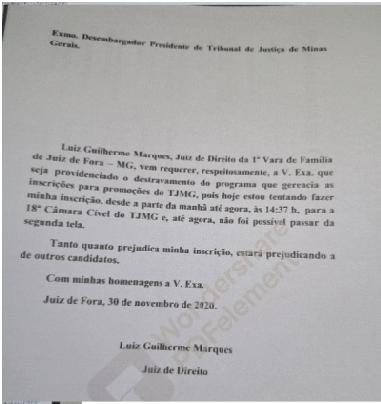 Exmo. Desembargador Presidente de Tribunal de Justiça de Minas
Gerais.
Luiz Guilherme Marques, Juiz de Direito da 1ª Vara de Família
de Juiz de Fora – MG, vem requerer, respeitosamente, a V. Exa. que
seja providenciado o destravamento do programa que gerencia as
inscrições para promoções do TJMG, pois hoje estou tentando fazer
minha inscrição, desde a parte da manhã até agora, às 14:37 h, para a
18ª Câmara Cível do TJMG e, até agora, não foi possível passar da
segunda tela.
Tanto quanto prejudica minha inscrição, estará prejudicando a
de outros candidatos.
Com minhas homenagens a V. Exa.
Juiz de Fora, 30 de novembro de 2020.
Luiz Guilherme Marques
Juiz de Direito
Wondershare
PDFelement